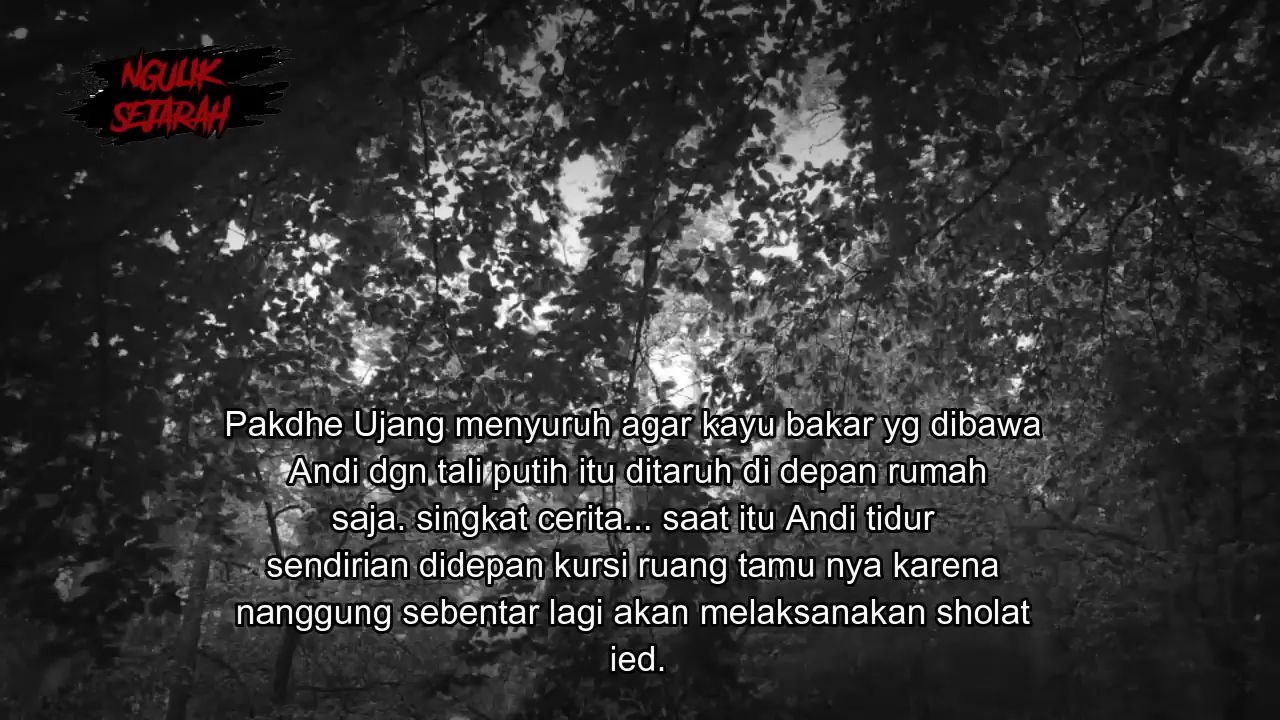 NGULIK
SEJARAH
Pakdhe Ujang menyuruh agar kayu bakar yg dibawa
Andi dgn tali putih itu ditaruh di depan rumah
saja. singkat cerita... saat itu Andi tidur
sendirian didepan kursi ruang tamu nya karena
nanggung sebentar lagi akan melaksanakan sholat
ied.